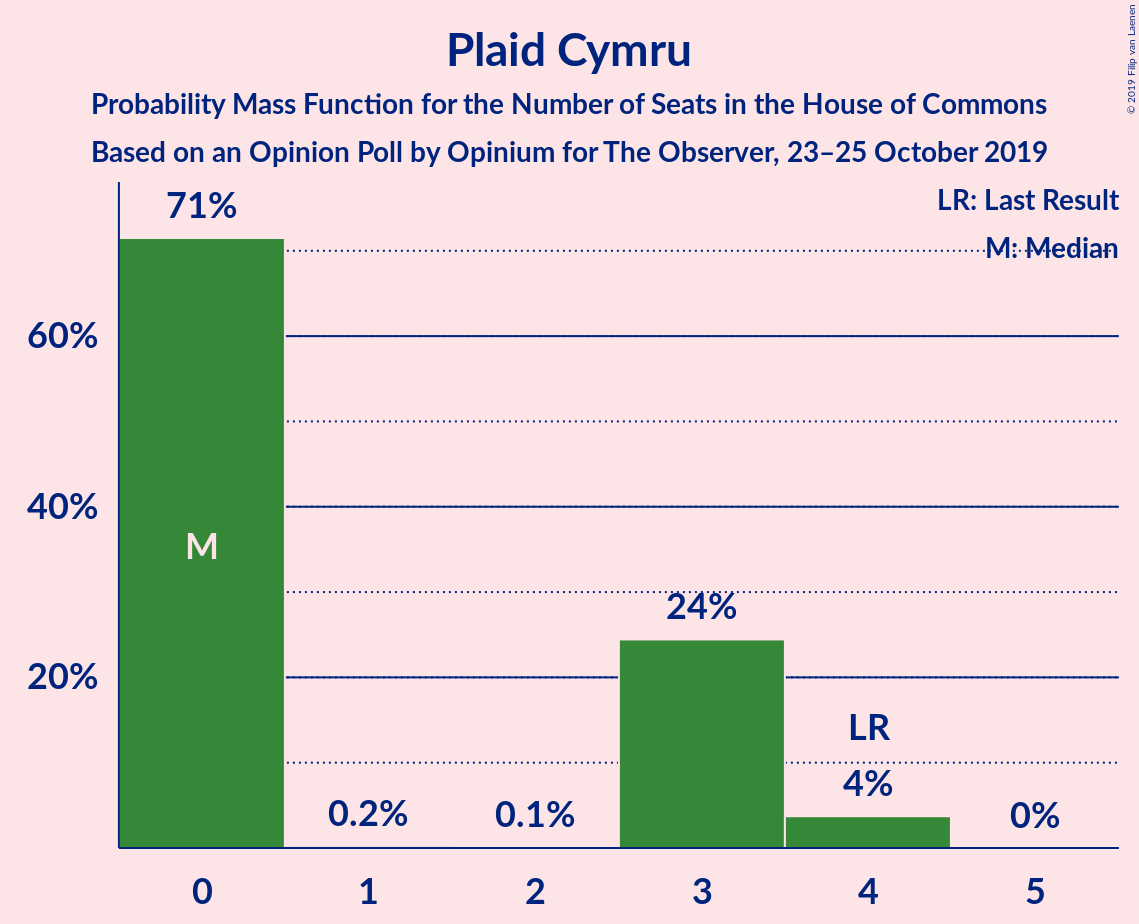 Plaid Cymru
Probability Mass Function for the Number of Seats in the House of Commons
Based on an Opinion Poll by Opinium for The Observer, 23–25 October 2019
© 2019 Filip van Laenen
LR: Last Result
M: Median
71%
60%
40%
20%
M
0.2%
0.1%
24%
LR
4%
0%
0 1 2 3 4 5